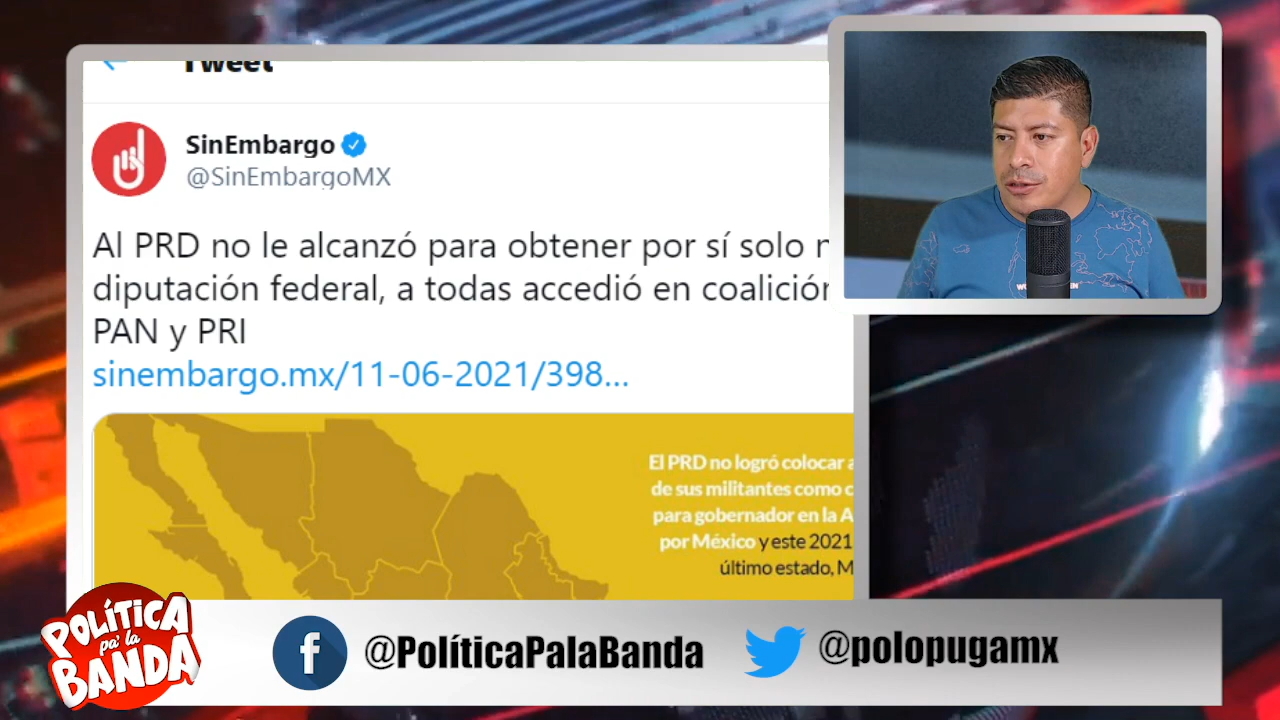 Tweet
SinEmbargo
@SinEmbargoMX
Al PRD no le alcanzó para obtener por sí solo
diputación federal, a todas accedió en coalición
PAN y PRI
sinembargo.mx/11-06-2021/398...
El PRD no logró colocar
de sus militantes como
para gobernador en la
por México y este 2021
último estado,
POLÍTICA
pa' la
BANDA
@PolíticaPalaBanda
@polopugamx